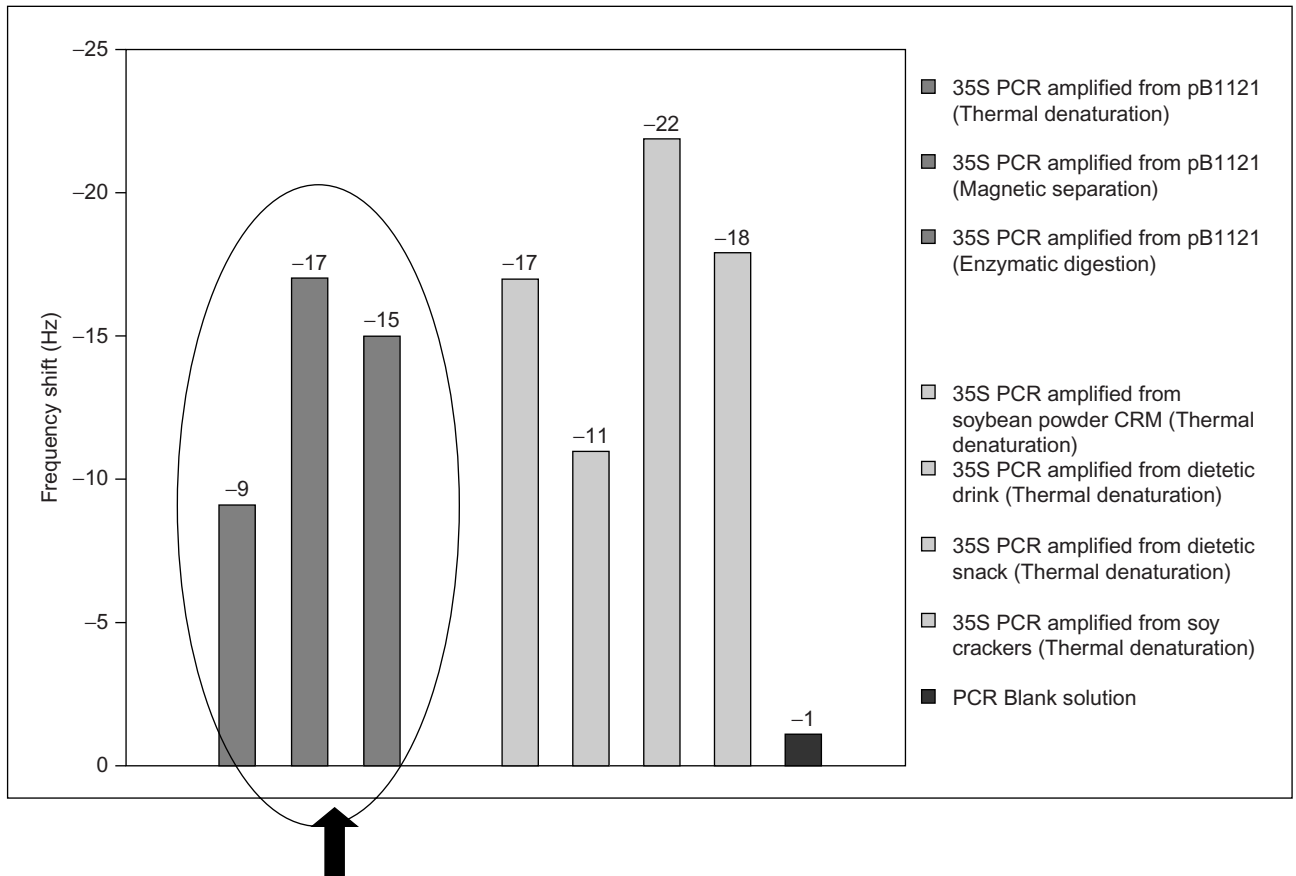 –25
–20
–15
–10
–5
0
Frequency shift (Hz)
–9
–17
–15
–17
–11
–22
–18
–1
35S PCR amplified from pB1121
(Thermal denaturation)
35S PCR amplified from pB1121
(Magnetic separation)
35S PCR amplified from pB1121
(Enzymatic digestion)
35S PCR amplified from
soybean powder CRM (Thermal
denaturation)
35S PCR amplified from dietetic
drink (Thermal denaturation)
35S PCR amplified from dietetic
snack (Thermal denaturation)
35S PCR amplified from soy
crackers (Thermal denaturation)
PCR Blank solution